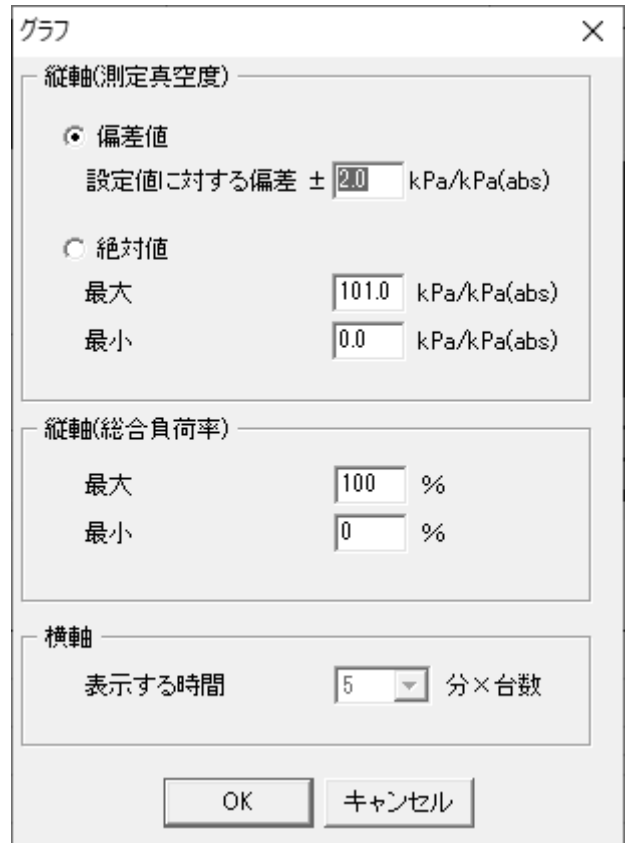 グラフ
縦軸(測定真空度)
偏差値
設定値に対する偏差 ± 2.0 kPa/kPa(abs)
絶対値
最大 101.0 kPa/kPa(abs)
最小 0.0 kPa/kPa(abs)
縦軸(総合負荷率)
最大 100 %
最小 0 %
横軸
表示する時間 5 分×台数
OK キャンセル